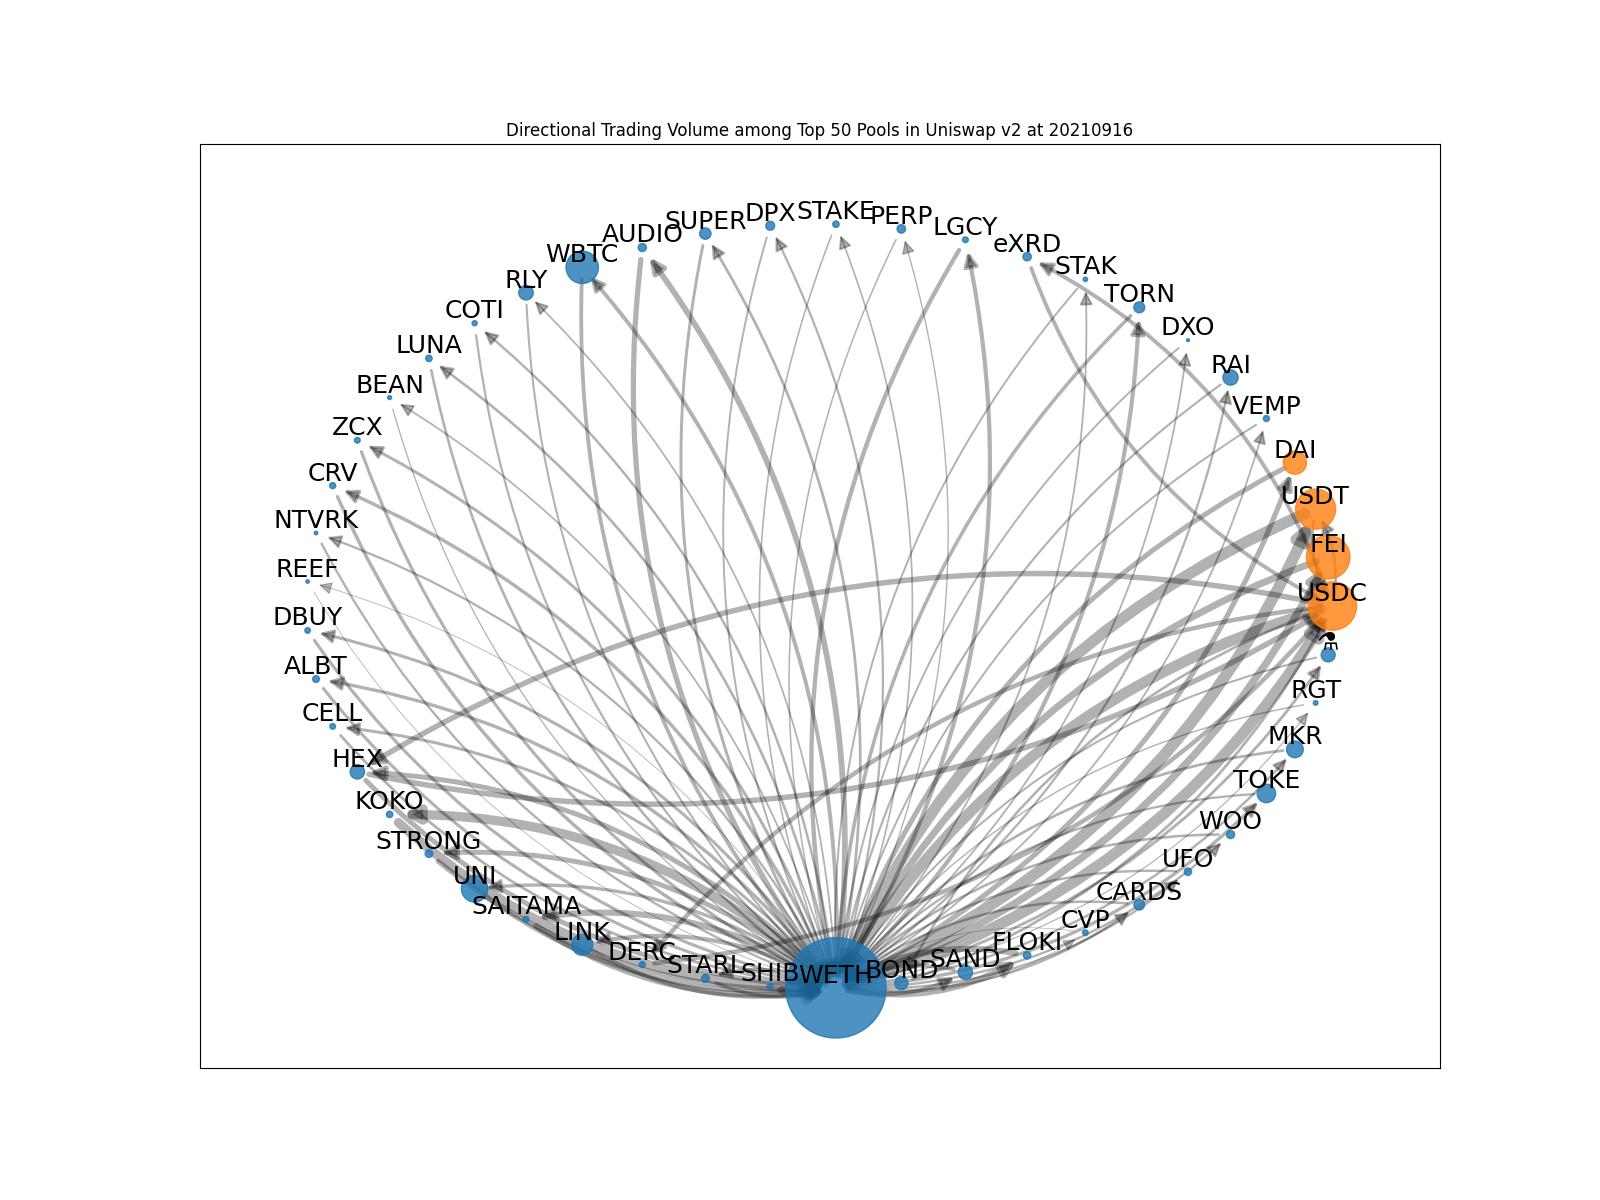 Directional Trading Volume among Top 50 Pools in Uniswap v2 at 20210916
STAKE
PERP
LGCY
eXRD
STAK
TORN
DXO
RAI
VEMP
DAI
USDT
FEI
USDC
⚗
RGT
MKR
TOKE
WOO
UFO
CARDS
CVP
FLOKI
SAND
BOND
WETH
SHIB
STARL
DERC
LINK
SAITAMA
UNI
STRONG
KOKO
HEX
CELL
ALBT
DBUY
REEF
NTVRK
CRV
ZCX
BEAN
LUNA
COTI
RLY
WBTC
AUDIO
SUPER
DPX